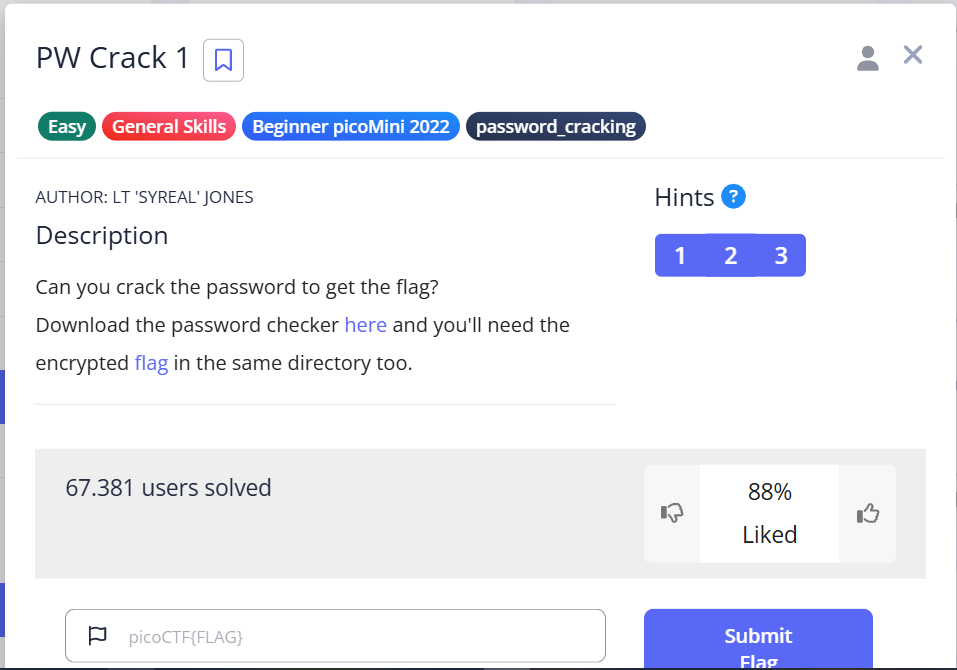 PW Crack 1
Easy General Skills Beginner picoMini 2022 password_cracking
AUTHOR: LT 'SYREAL' JONES
Description
Can you crack the password to get the flag?
Download the password checker here and you'll need the
encrypted flag in the same directory too.
Hints ?
1 2 3
67.381 users solved
88%
Liked
picoCTF{FLAG}
Submit
Flag